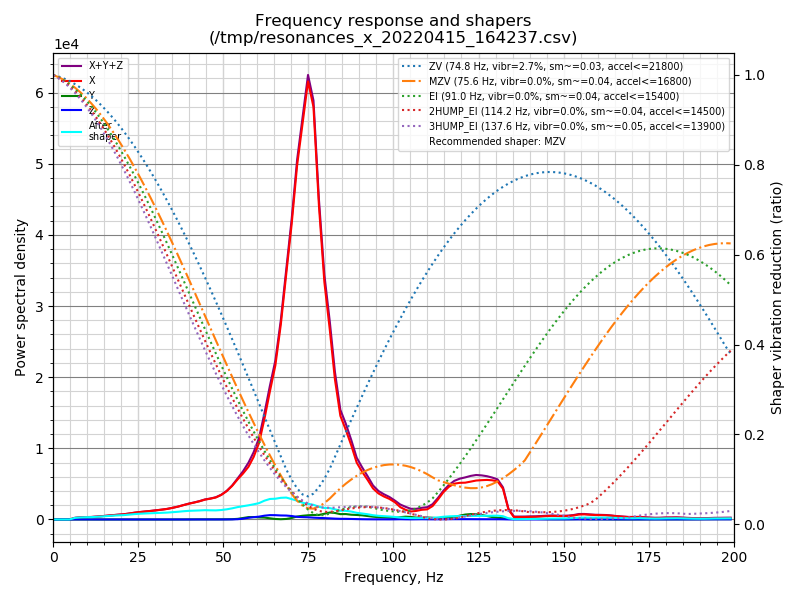 Frequency response and shapers
(/tmp/resonances_x_20220415_164237.csv)
1e4
X+Y+Z
X
Y
Z
After
shaper
ZV (74.8 Hz, vibr=2.7%, sm~=0.03, accel<=21800)
MZV (75.6 Hz, vibr=0.0%, sm~=0.04, accel<=16800)
EI (91.0 Hz, vibr=0.0%, sm~=0.04, accel<=15400)
2HUMP_EI (114.2 Hz, vibr=0.0%, sm~=0.04, accel<=14500)
3HUMP_EI (137.6 Hz, vibr=0.0%, sm~=0.05, accel<=13900)
Recommended shaper: MZV
6
5
4
3
2
1
0
Power spectral density
1.0
0.8
0.6
0.4
0.2
0.0
Shaper vibration reduction (ratio)
0 25 50 75 100 125 150 175 200
Frequency, Hz